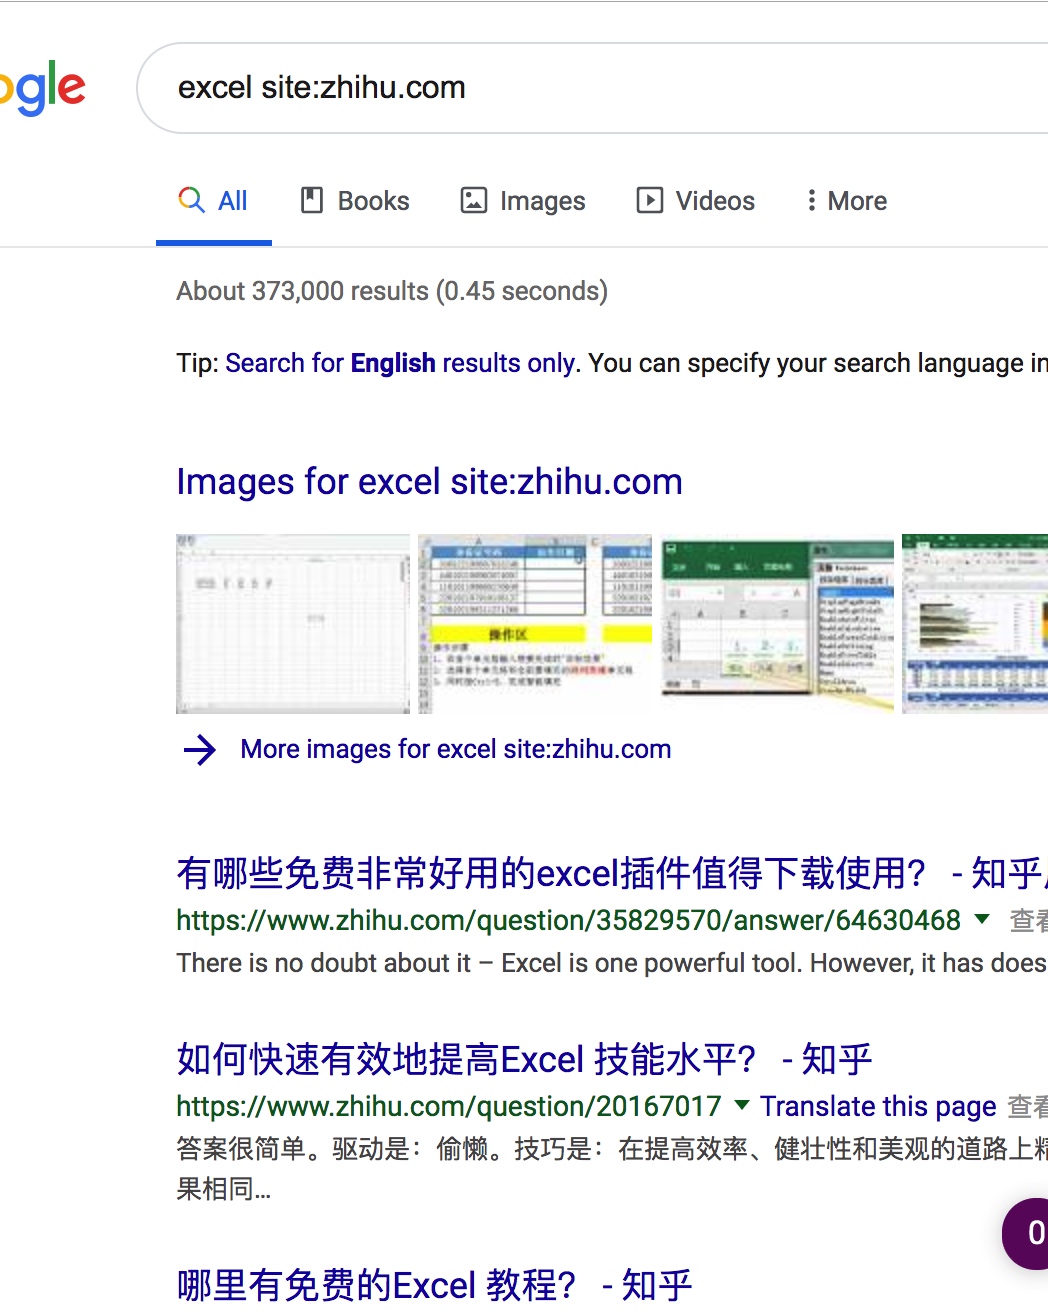 ogle
excel site:zhihu.com
All Books Images Videos More
About 373,000 results (0.45 seconds)
Tip: Search for English results only. You can specify your search language in
Images for excel site:zhihu.com
操作区
More images for excel site:zhihu.com
有哪些免费非常好用的excel插件值得下载使用？ - 知乎
https://www.zhihu.com/question/35829570/answer/64630468 ▼ 查看
There is no doubt about it – Excel is one powerful tool. However, it has does
如何快速有效地提高Excel 技能水平？ - 知乎
https://www.zhihu.com/question/20167017 ▼ Translate this page 查看
答案很简单。驱动是：偷懒。技巧是：在提高效率、健壮性和美观的道路上精
果相同...
0
哪里有免费的Excel 教程？ - 知乎